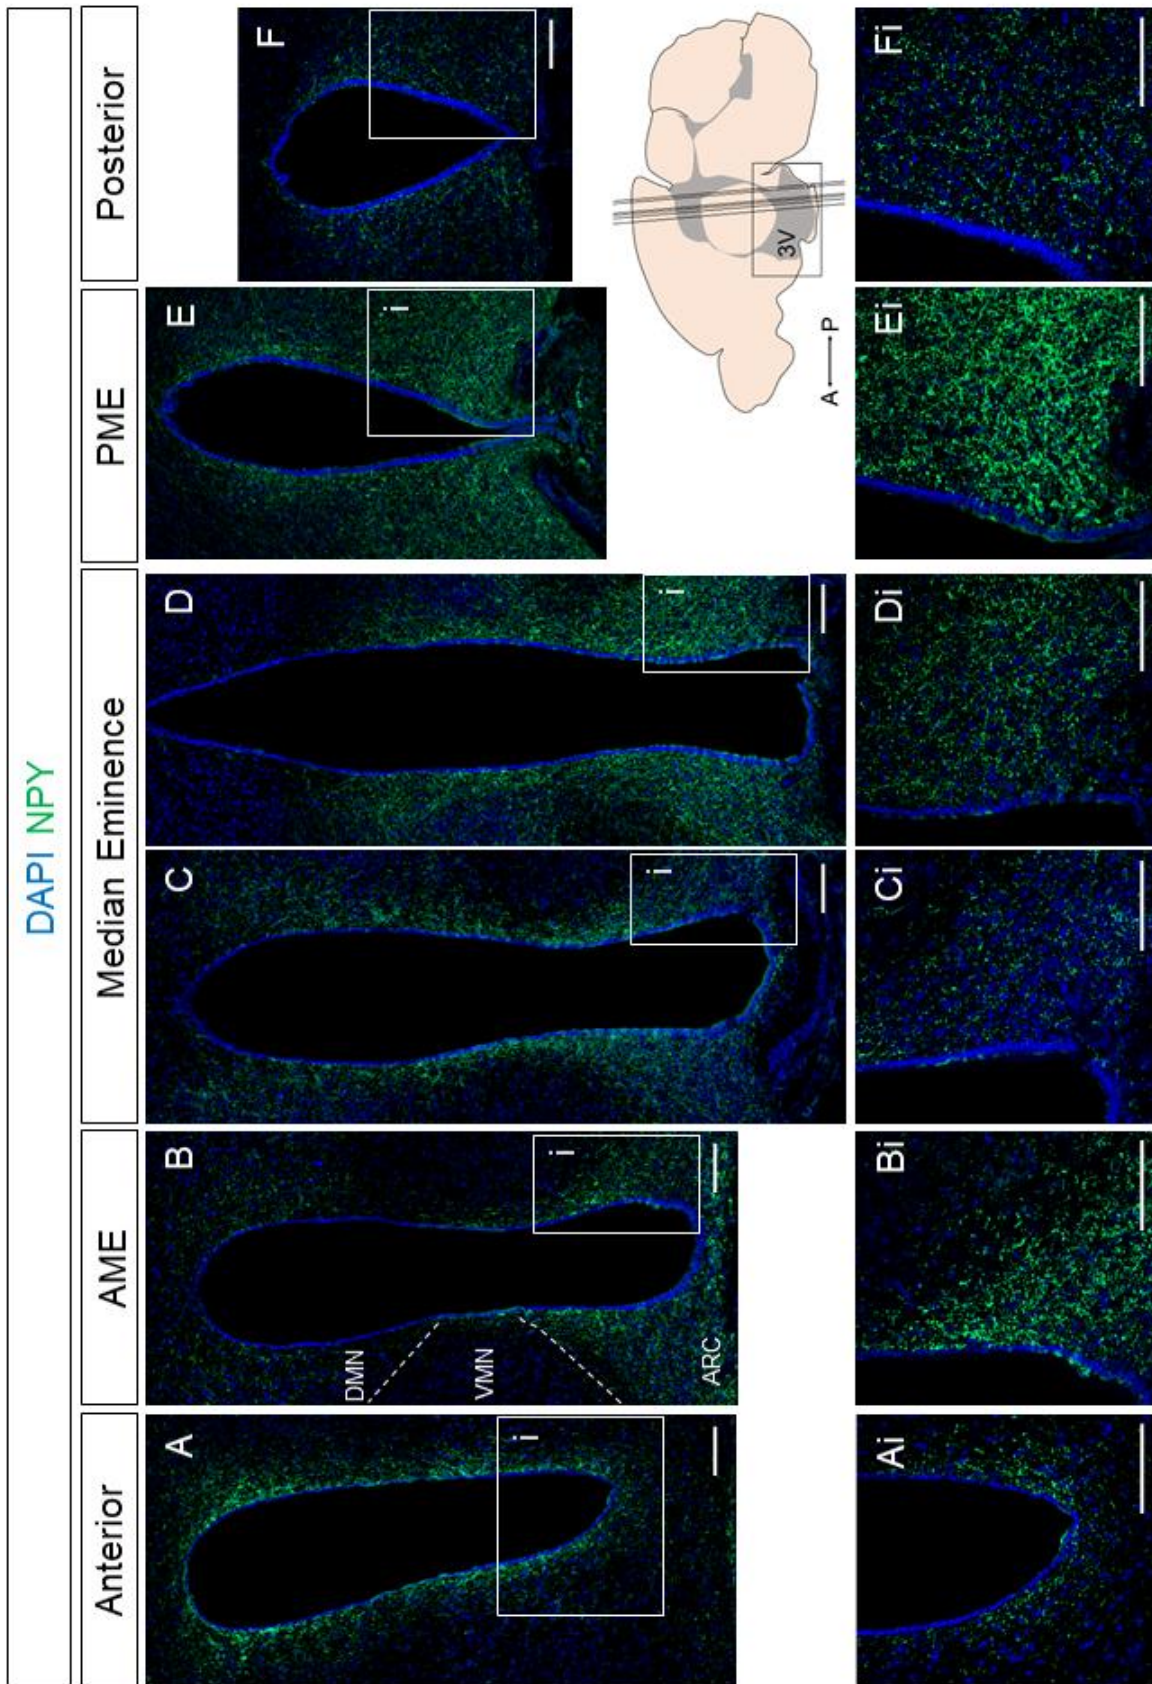 DAPI NPY
Anterior
AME
Median Eminence
PME
Posterior
A
i
B
i
DMN
VMN
ARC
C
i
D
i
E
i
F
3V
A
P
Ai
Bi
Ci
Di
Ei
Fi